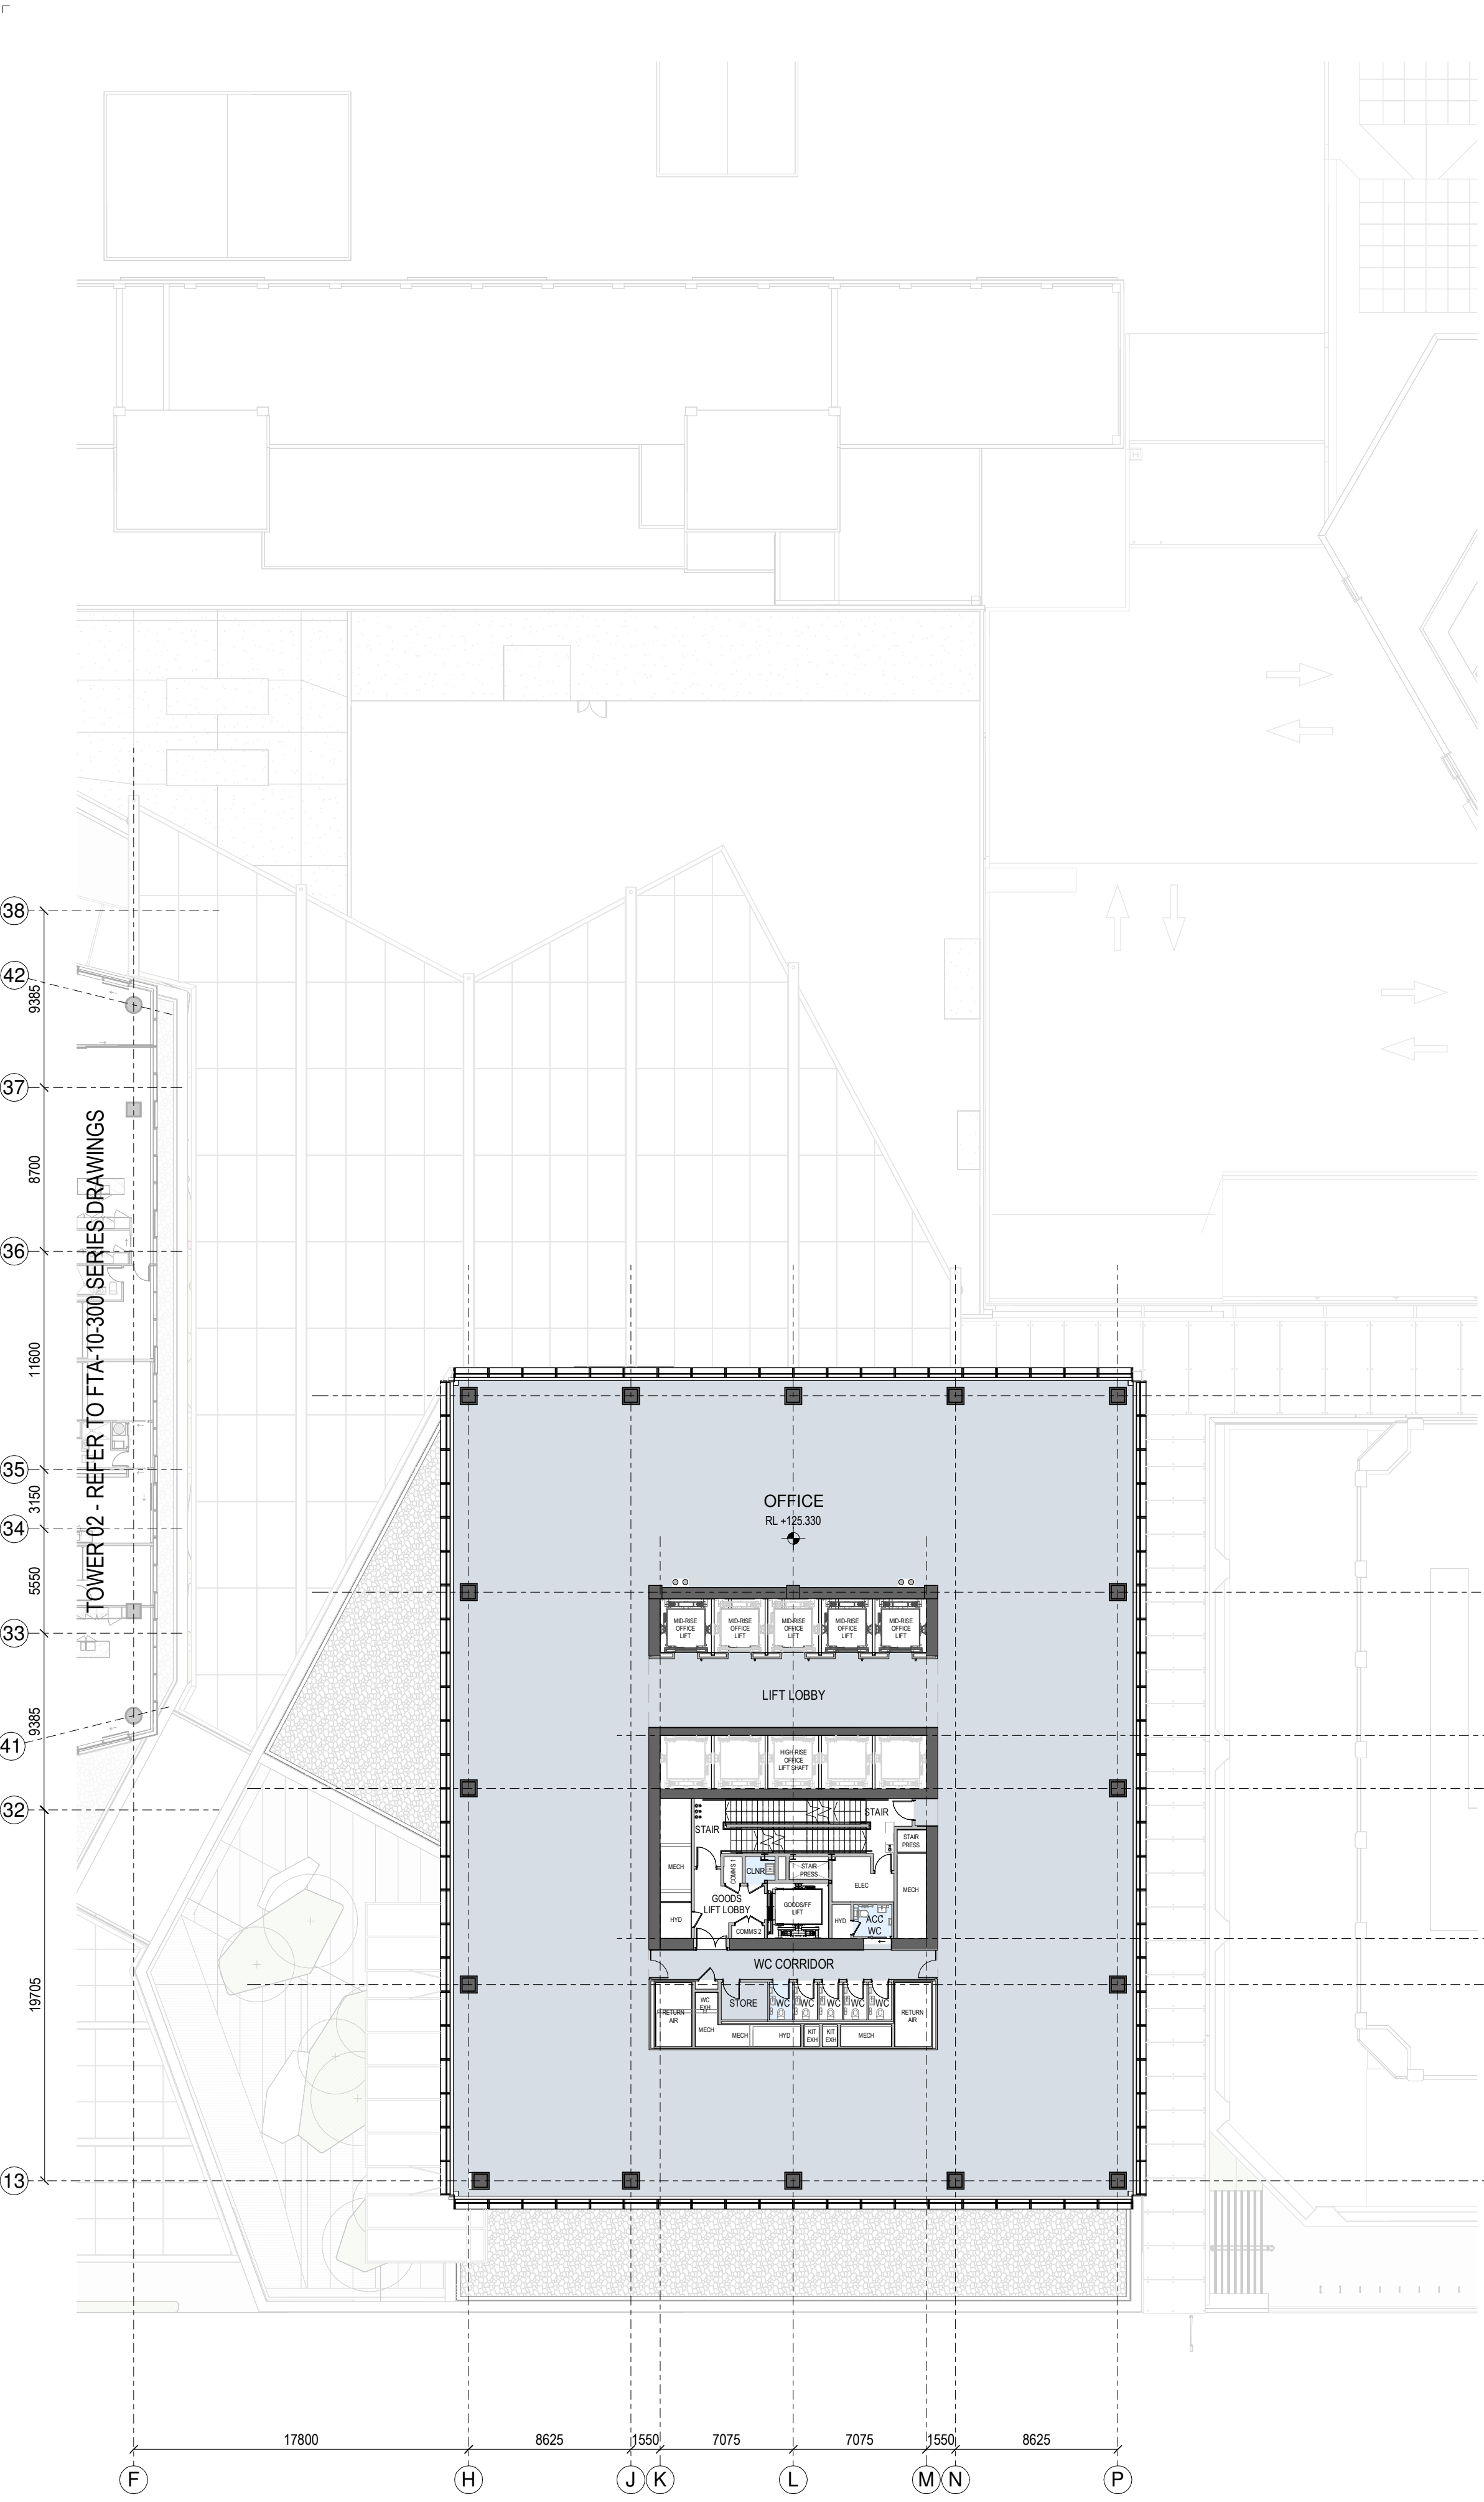 38
42
9385
37
8700
36
11600
35
3150
34
5550
33
9385
41
32
19705
13
TOWER 02 - REFER TO FTA-10-300 SERIES DRAWINGS
OFFICE
RL +125.330
MID-RISE
OFFICE
LIFT
MID-RISE
OFFICE
LIFT
MID-RISE
OFFICE
LIFT
MID-RISE
OFFICE
LIFT
MID-RISE
OFFICE
LIFT
LIFT LOBBY
HIGH-RISE
OFFICE
LIFT SHAFT
STAIR
STAIR
STAIR
PRESS
MECH
COMMS 1
CLNR
STAIR
PRESS
ELEC
MECH
GOODS
LIFT LOBBY
GOODS/FF
LIFT
HYD
COMMS 2
HYD
ACC
WC
WC CORRIDOR
RETURN
AIR
WC
EXH
STORE
WC
WC
WC
WC
WC
RETURN
AIR
MECH
MECH
HYD
KIT
EXH
KIT
EXH
MECH
17800
8625
1550
7075
7075
1550
8625
F
H
J
K
L
M
N
P